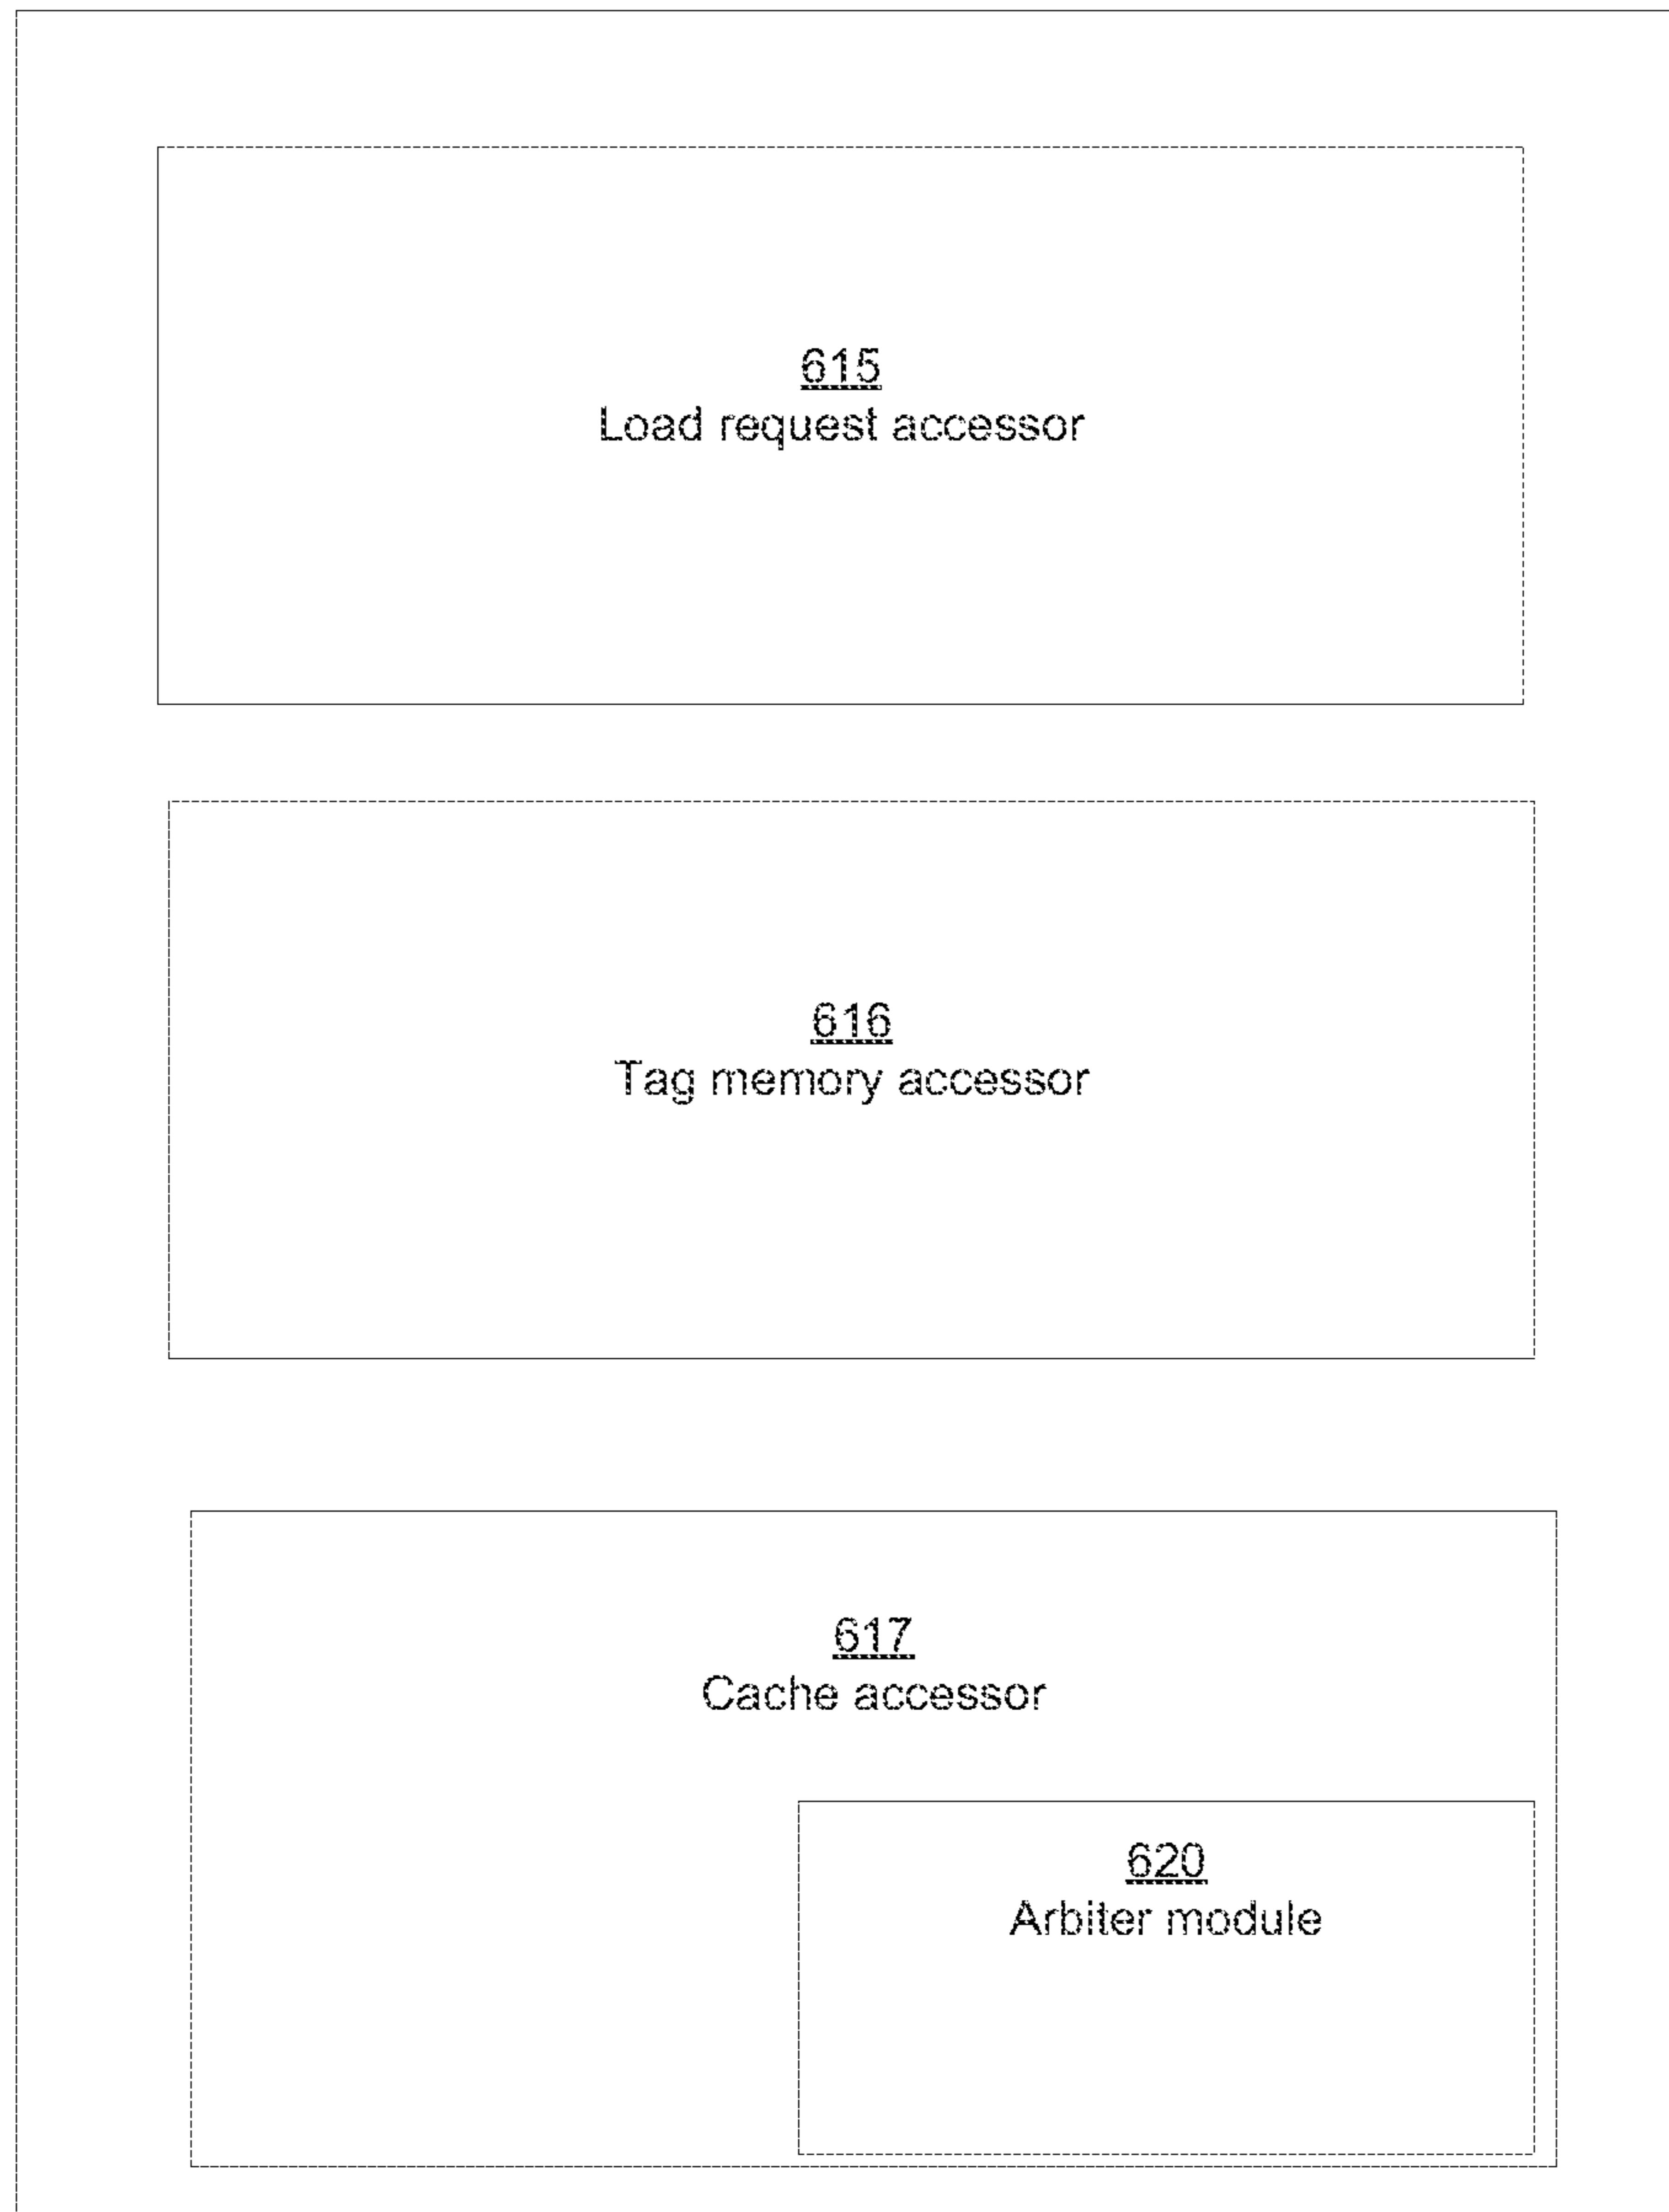 615
Load request accessor
616
Tag memory accessor
617
Cache accessor
620
Arbiter module